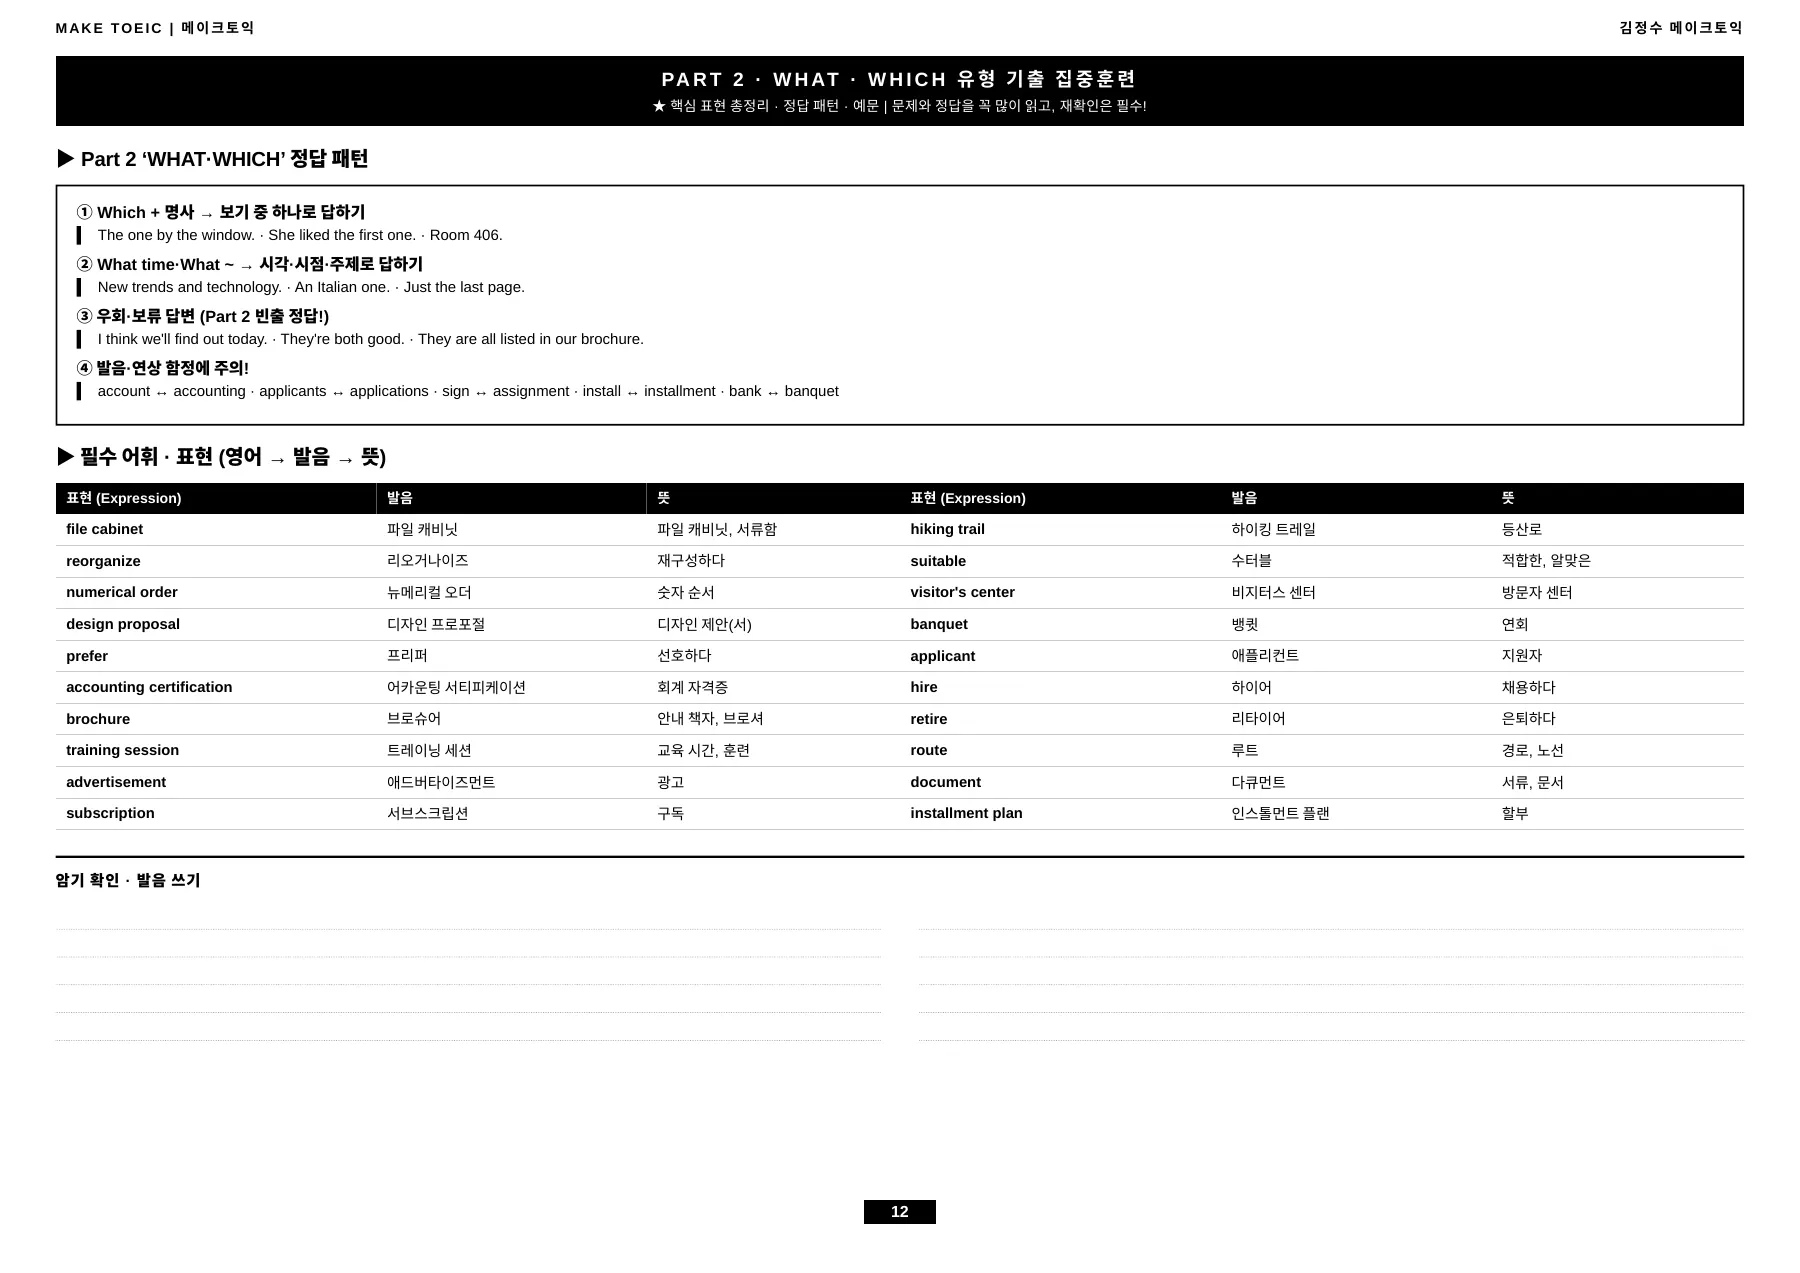 MAKE TOEIC | 메이크토익
김정수 메이크토익
PART 2 · WHAT · WHICH 유형 기출 집중훈련
★ 핵심 표현 총정리 · 정답 패턴 · 예문 | 문제와 정답을 꼭 많이 읽고, 재확인은 필수!
▶ Part 2 ‘WHAT·WHICH’ 정답 패턴
① Which + 명사 → 보기 중 하나로 답하기
The one by the window. · She liked the first one. · Room 406.
② What time·What ~ → 시각·시점·주제로 답하기
New trends and technology. · An Italian one. · Just the last page.
③ 우회·보류 답변 (Part 2 빈출 정답!)
I think we'll find out today. · They're both good. · They are all listed in our brochure.
④ 발음·연상 함정에 주의!
account ↔ accounting · applicants ↔ applications · sign ↔ assignment · install ↔ installment · bank ↔ banquet
▶ 필수 어휘 · 표현 (영어 → 발음 → 뜻)
표현 (Expression) 발음 뜻 표현 (Expression) 발음 뜻
file cabinet 파일 캐비닛 파일 캐비닛, 서류함 hiking trail 하이킹 트레일 등산로
reorganize 리오거나이즈 재구성하다 suitable 수터블 적합한, 알맞은
numerical order 뉴메리컬 오더 숫자 순서 visitor's center 비지터스 센터 방문자 센터
design proposal 디자인 프로포절 디자인 제안(서) banquet 뱅큇 연회
prefer 프리퍼 선호하다 applicant 애플리컨트 지원자
accounting certification 어카운팅 서티피케이션 회계 자격증 hire 하이어 채용하다
brochure 브로슈어 안내 책자, 브로셔 retire 리타이어 은퇴하다
training session 트레이닝 세션 교육 시간, 훈련 route 루트 경로, 노선
advertisement 애드버타이즈먼트 광고 document 다큐먼트 서류, 문서
subscription 서브스크립션 구독 installment plan 인스톨먼트 플랜 할부
암기 확인 · 발음 쓰기
12